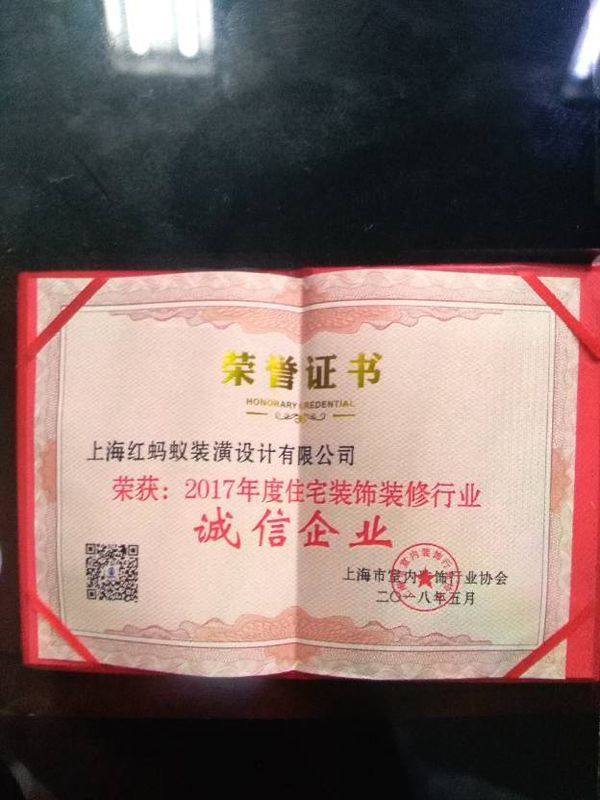 荣誉证书
HONORARY CREDENTIAL
上海红蚂蚁装潢设计有限公司
荣获：2017年度住宅装饰装修行业
诚信企业
上海市室内装饰行业协会
二〇一八年五月